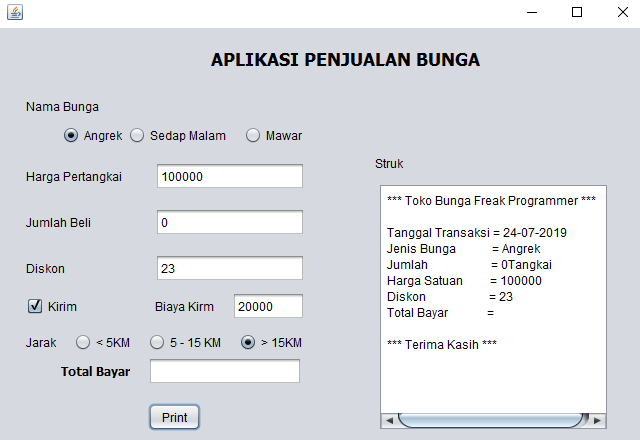 APLIKASI PENJUALAN BUNGA
Nama Bunga
Angrek Sedap Malam Mawar
Harga Pertangkai 100000
Jumlah Beli 0
Diskon 23
Kirim Biaya Kirm 20000
Jarak < 5KM 5 - 15 KM > 15KM
Total Bayar
Print
Struk
*** Toko Bunga Freak Programmer ***
Tanggal Transaksi = 24-07-2019
Jenis Bunga = Angrek
Jumlah = 0Tangkai
Harga Satuan = 100000
Diskon = 23
Total Bayar =
*** Terima Kasih ***